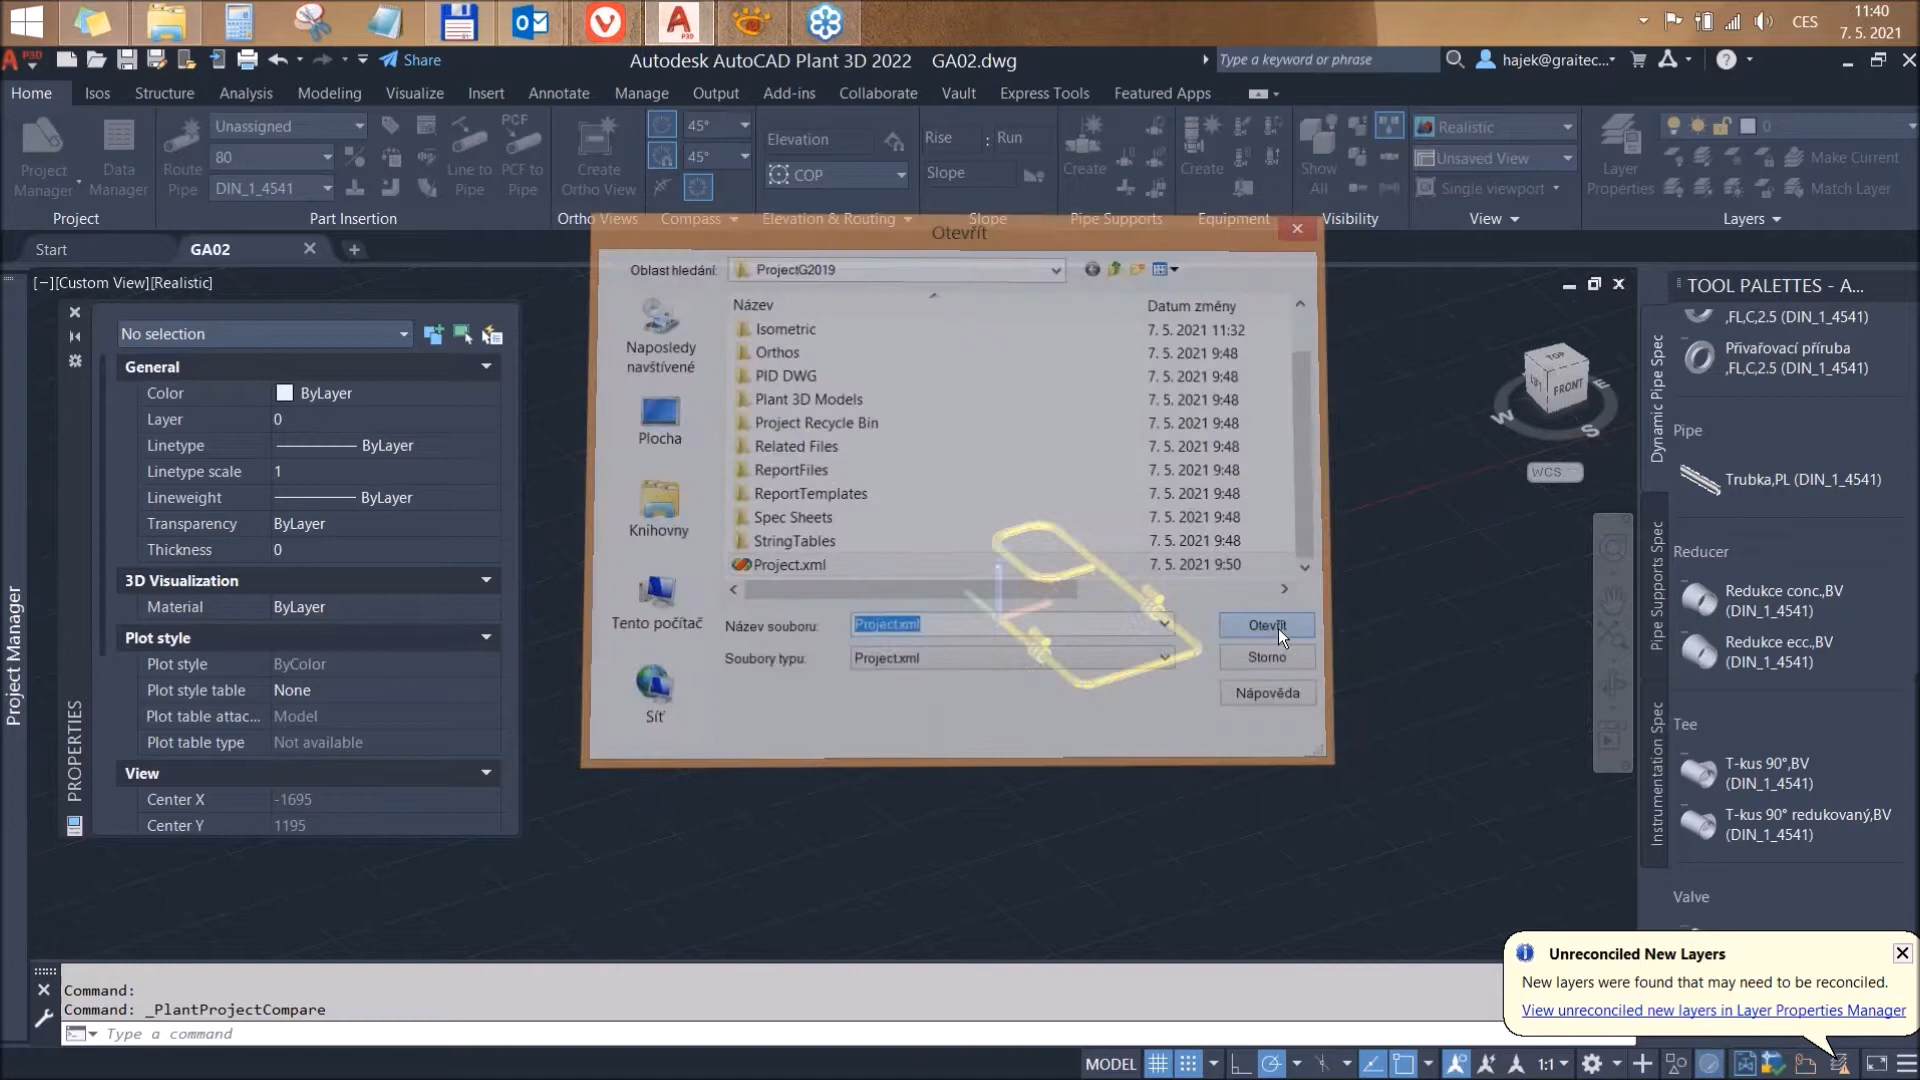 CES
11:40
7. 5. 2021
Share
Autodesk AutoCAD Plant 3D 2022 GA02.dwg
Type a keyword or phrase
hajek@graitec...
Home Isos Structure Analysis Modeling Visualize Insert Annotate Manage Output Add-ins Collaborate Vault Express Tools Featured Apps
Project Manager
Data Manager
Route Pipe
Unassigned
80
DIN_1_4541
Line to Pipe
PCF
PCF to Pipe
Create Ortho View
45°
45°
Elevation
COP
Rise : Run
Slope
Create
Create
Show All
Realistic
Unsaved View
Single viewport
Layer Properties
0
Make Current
Match Layer
Project Part Insertion Ortho Views Compass Elevation & Routing Slope Pipe Supports Equipment Visibility View Layers
Start GA02
[−][Custom View][Realistic]
No selection
General
Color ByLayer
Layer 0
Linetype ByLayer
Linetype scale 1
Lineweight ByLayer
Transparency ByLayer
Thickness 0
3D Visualization
Material ByLayer
Plot style
Plot style ByColor
Plot style table None
Plot table attac... Model
Plot table type Not available
View
Center X -1695
Center Y 1195
PROPERTIES
Project Manager
Otevřít
Oblast hledání: ProjectG2019
Název Datum změny
Isometric 7. 5. 2021 11:32
Orthos 7. 5. 2021 9:48
PID DWG 7. 5. 2021 9:48
Plant 3D Models 7. 5. 2021 9:48
Project Recycle Bin 7. 5. 2021 9:48
Related Files 7. 5. 2021 9:48
ReportFiles 7. 5. 2021 9:48
ReportTemplates 7. 5. 2021 9:48
Spec Sheets 7. 5. 2021 9:48
StringTables 7. 5. 2021 9:48
Project.xml 7. 5. 2021 9:50
Naposledy navštívené
Plocha
Knihovny
Tento počítač
Síť
Název souboru: Project.xml Otevřít
Soubory typu: Project.xml Storno
Nápověda
TOP
LEFT
FRONT
W
S
E
WCS
TOOL PALETTES - A...
,FL,C,2.5 (DIN_1_4541)
Přivařovací příruba
,FL,C,2.5 (DIN_1_4541)
Pipe
Trubka,PL (DIN_1_4541)
Reducer
Redukce conc.,BV
(DIN_1_4541)
Redukce ecc.,BV
(DIN_1_4541)
Tee
T-kus 90°,BV
(DIN_1_4541)
T-kus 90° redukovaný,BV
(DIN_1_4541)
Valve
Dynamic Pipe Spec
Pipe Supports Spec
Instrumentation Spec
Unreconciled New Layers
New layers were found that may need to be reconciled.
View unreconciled new layers in Layer Properties Manager
Command:
Command: _PlantProjectCompare
Type a command
MODEL
1:1